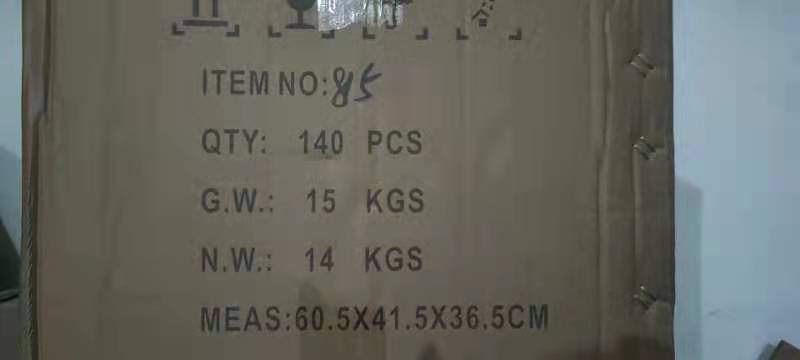 ITEM NO:85
QTY: 140 PCS
G.W.: 15 KGS
N.W.: 14 KGS
MEAS:60.5X41.5X36.5CM